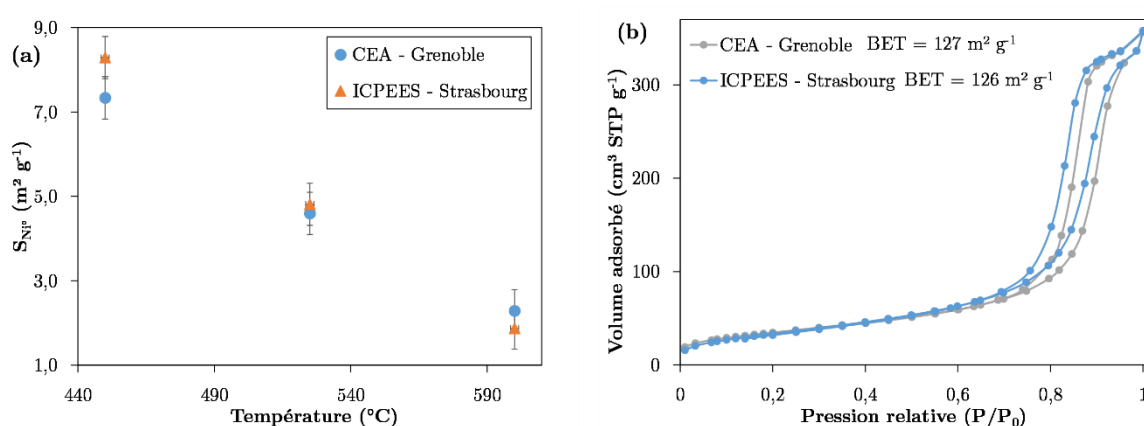 (a)
S_Ni° (m² g⁻¹)
9,0
7,0
5,0
3,0
1,0
440
490
540
590
Température (°C)
CEA - Grenoble
ICPEES - Strasbourg
(b)
Volume adsorbé (cm³ STP g⁻¹)
300
200
100
0
0
0,2
0,4
0,6
0,8
1
Pression relative (P/P₀)
CEA - Grenoble BET = 127 m² g⁻¹
ICPEES - Strasbourg BET = 126 m² g⁻¹